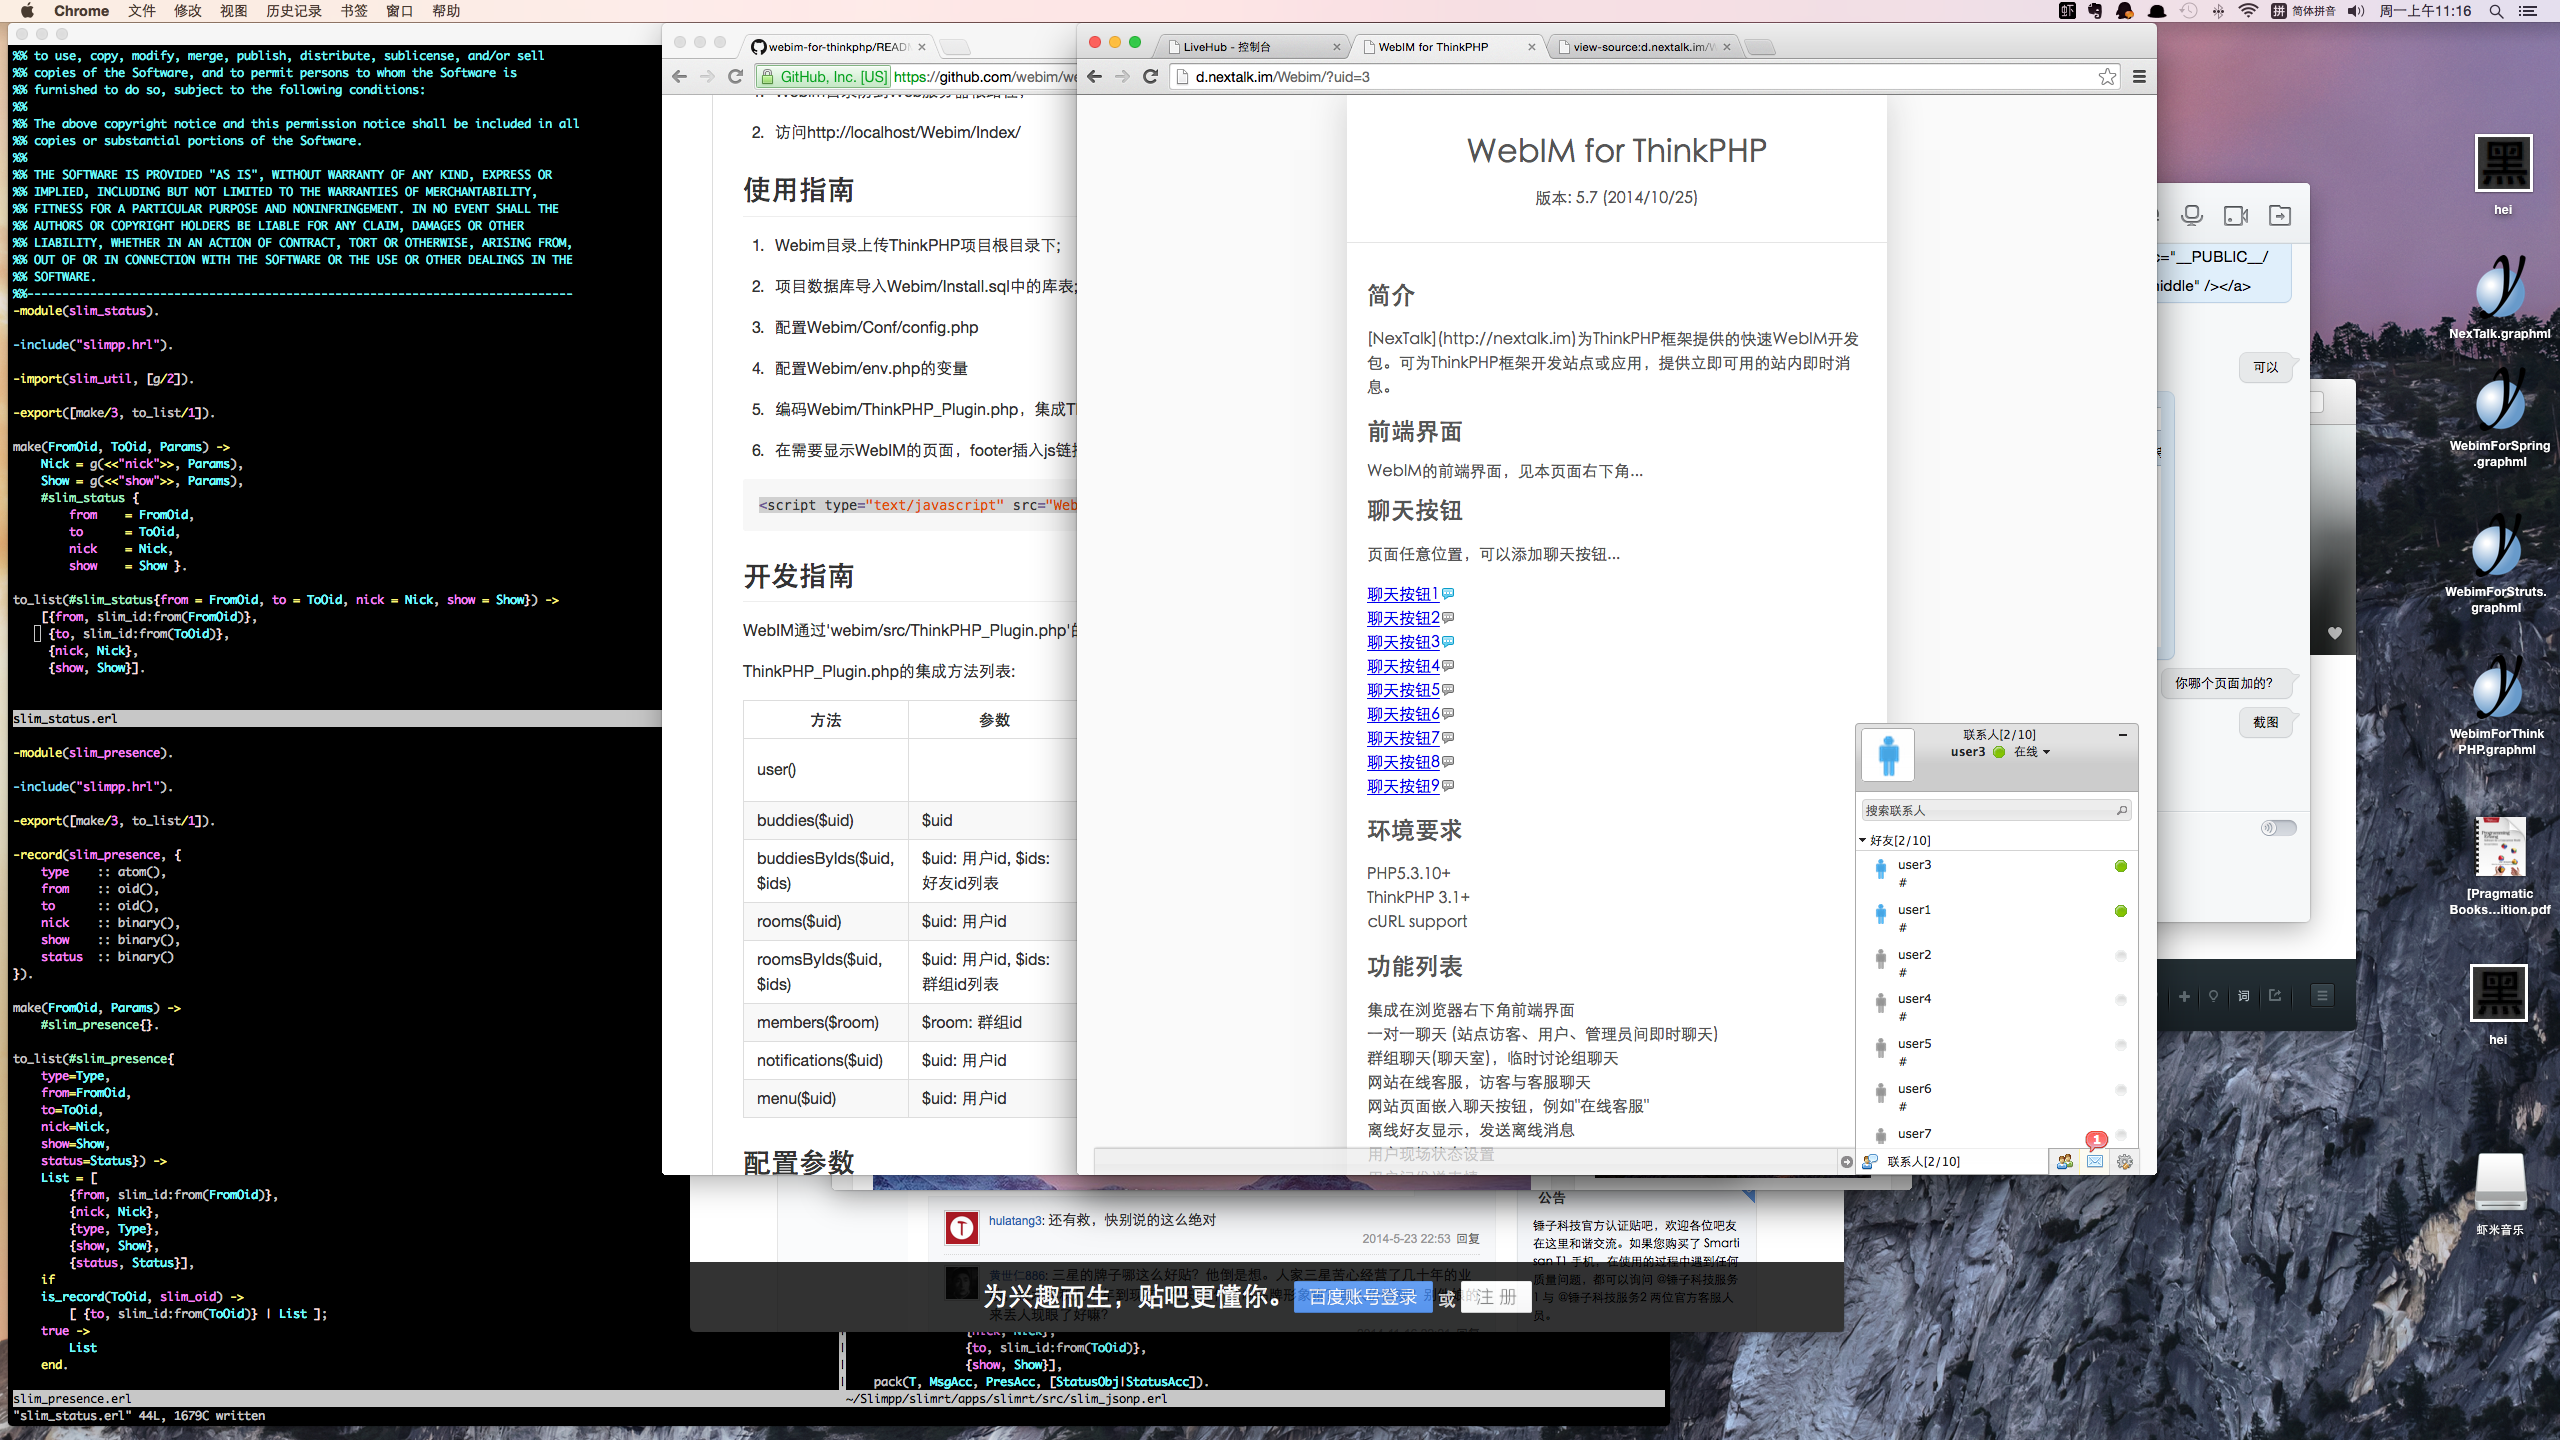 Chrome 文件 修改 视图 历史记录 书签 窗口 帮助
简体拼音 周一上午11:16
%% to use, copy, modify, merge, publish, distribute, sublicense, and/or sell
%% copies of the Software, and to permit persons to whom the Software is
%% furnished to do so, subject to the following conditions:
%%
%% The above copyright notice and this permission notice shall be included in all
%% copies or substantial portions of the Software.
%%
%% THE SOFTWARE IS PROVIDED "AS IS", WITHOUT WARRANTY OF ANY KIND, EXPRESS OR
%% IMPLIED, INCLUDING BUT NOT LIMITED TO THE WARRANTIES OF MERCHANTABILITY,
%% FITNESS FOR A PARTICULAR PURPOSE AND NONINFRINGEMENT. IN NO EVENT SHALL THE
%% AUTHORS OR COPYRIGHT HOLDERS BE LIABLE FOR ANY CLAIM, DAMAGES OR OTHER
%% LIABILITY, WHETHER IN AN ACTION OF CONTRACT, TORT OR OTHERWISE, ARISING FROM,
%% OUT OF OR IN CONNECTION WITH THE SOFTWARE OR THE USE OR OTHER DEALINGS IN THE
%% SOFTWARE.
%%------------------------------------------------------------------------------
-module(slim_status).
-include("slimpp.hrl").
-import(slim_util, [g/2]).
-export([make/3, to_list/1]).
make(FromOid, ToOid, Params) ->
Nick = g(<<"nick">>, Params),
Show = g(<<"show">>, Params),
#slim_status {
from = FromOid,
to = ToOid,
nick = Nick,
show = Show }.
to_list(#slim_status{from = FromOid, to = ToOid, nick = Nick, show = Show}) ->
[{from, slim_id:from(FromOid)},
{to, slim_id:from(ToOid)},
{nick, Nick},
{show, Show}].
slim_status.erl
-module(slim_presence).
-include("slimpp.hrl").
-export([make/3, to_list/1]).
-record(slim_presence, {
type :: atom(),
from :: oid(),
to :: oid(),
nick :: binary(),
show :: binary(),
status :: binary()
}).
make(FromOid, Params) ->
#slim_presence{}.
to_list(#slim_presence{
type=Type,
from=FromOid,
to=ToOid,
nick=Nick,
show=Show,
status=Status}) ->
List = [
{from, slim_id:from(FromOid)},
{nick, Nick},
{type, Type},
{show, Show},
{status, Status}],
if
is_record(ToOid, slim_oid) ->
[ {to, slim_id:from(ToOid)} | List ];
true ->
List
end.
slim_presence.erl
"slim_status.erl" 44L, 1679C written
webim-for-thinkphp/READ
GitHub, Inc. [US] https://github.com/webim/we
2. 访问http://localhost/Webim/Index/
使用指南
1. Webim目录上传ThinkPHP项目根目录下;
2. 项目数据库导入Webim/Install.sql中的库表;
3. 配置Webim/Conf/config.php
4. 配置Webim/env.php的变量
5. 编码Webim/ThinkPHP_Plugin.php，集成T
6. 在需要显示WebIM的页面，footer插入js链
<script type="text/javascript" src="Web
开发指南
WebIM通过'webim/src/ThinkPHP_Plugin.php'
ThinkPHP_Plugin.php的集成方法列表:
方法 参数
user()
buddies($uid) $uid
buddiesByIds($uid, $uid: 用户id, $ids:
$ids) 好友id列表
rooms($uid) $uid: 用户id
roomsByIds($uid, $uid: 用户id, $ids:
$ids) 群组id列表
members($room) $room: 群组id
notifications($uid) $uid: 用户id
menu($uid) $uid: 用户id
配置参数
LiveHub - 控制台
WebIM for ThinkPHP
view-source:d.nextalk.im/W
d.nextalk.im/Webim/?uid=3
WebIM for ThinkPHP
版本: 5.7 (2014/10/25)
简介
[NexTalk](http://nextalk.im)为ThinkPHP框架提供的快速WebIM开发
包。可为ThinkPHP框架开发站点或应用，提供立即可用的站内即时消
息。
前端界面
WebIM的前端界面，见本页面右下角...
聊天按钮
页面任意位置，可以添加聊天按钮...
聊天按钮1
聊天按钮2
聊天按钮3
聊天按钮4
聊天按钮5
聊天按钮6
聊天按钮7
聊天按钮8
聊天按钮9
环境要求
PHP5.3.10+
ThinkPHP 3.1+
cURL support
功能列表
集成在浏览器右下角前端界面
一对一聊天 (站点访客、用户、管理员间即时聊天)
群组聊天(聊天室)，临时讨论组聊天
网站在线客服，访客与客服聊天
网站页面嵌入聊天按钮，例如"在线客服"
离线好友显示，发送离线消息
用户现场状态设置
联系人[2/10]
user3 在线
搜索联系人
好友[2/10]
user3
#
user1
#
user2
#
user4
#
user5
#
user6
#
user7
1
联系人[2/10]
c="__PUBLIC__/
iddle" /></a>
可以
你哪个页面加的?
截图
词
hulatang3: 还有救，快别说的这么绝对
2014-5-23 22:53 回复
黄世仁886: 三星的牌子哪这么好贴？他倒是想。人家三星苦心经营了几十年的业
来丢人现眼了好嘛?
为兴趣而生，贴吧更懂你。 百度账号登录 或 注 册
公告
锤子科技官方认证贴吧，欢迎各位吧友
在这里和谐交流。如果您购买了 Smarti
san T1 手机，在使用的过程中遇到任何
质量问题，都可以询问 @锤子科技服务
1 与 @锤子科技服务2 两位官方客服人
员。
{nick, Nick},
{to, slim_id:from(ToOid)},
{show, Show}],
pack(T, MsgAcc, PresAcc, [StatusObj|StatusAcc]).
~/Slimpp/slimrt/apps/slimrt/src/slim_jsonp.erl
黑
hei
NexTalk.graphml
WebimForSpring
.graphml
WebimForStruts.
graphml
WebimForThink
PHP.graphml
[Pragmatic
Books...ition.pdf
黑
hei
虾米音乐